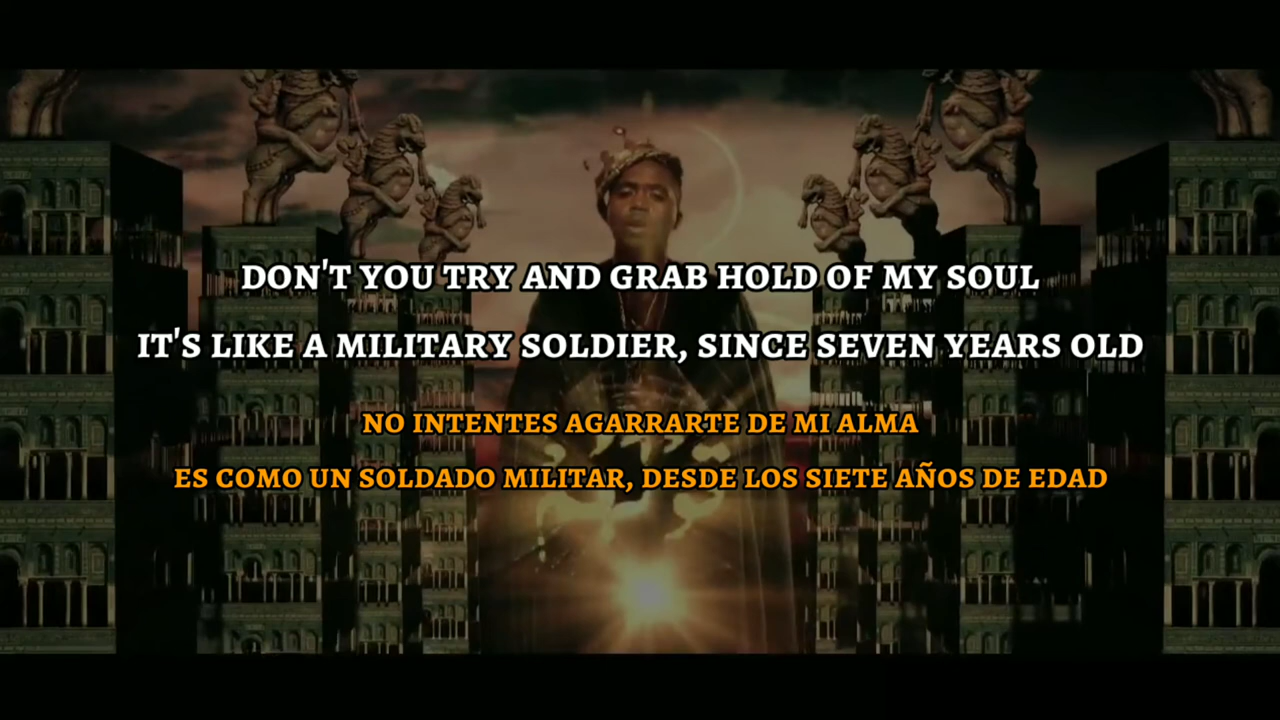 DON'T YOU TRY AND GRAB HOLD OF MY SOUL
IT'S LIKE A MILITARY SOLDIER, SINCE SEVEN YEARS OLD
NO INTENTES AGARRARTE DE MI ALMA
ES COMO UN SOLDADO MILITAR, DESDE LOS SIETE AÑOS DE EDAD